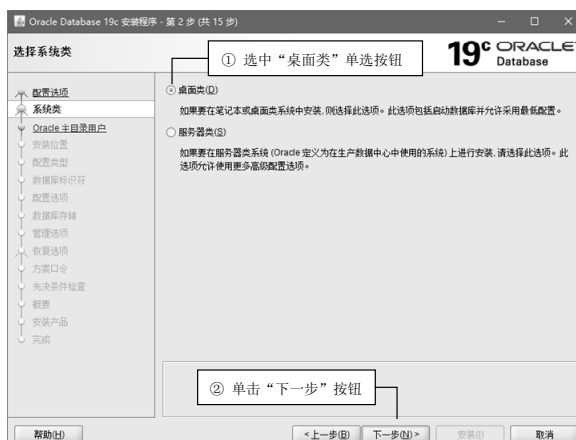 Oracle Database 19c 安装程序 - 第 2 步 (共 15 步)
选择系统类
① 选中“桌面类”单选按钮
19c ORACLE
Database
配置选项
系统类
Oracle 主目录用户
安装位置
配置类型
数据库标识符
配置选项
数据库存储
管理选项
恢复选项
方案口令
先决条件检查
概要
安装产品
完成
桌面类(D)
如果要在笔记本或桌面类系统中安装, 则选择此选项。此选项包括启动数据库并允许采用最低配置。
服务器类(S)
如果要在服务器类系统 (Oracle 定义为在生产数据中心中使用的系统) 上进行安装, 请选择此选项。此
选项允许使用更多高级配置选项。
② 单击“下一步”按钮
帮助(H)
< 上一步(B)
下一步(N) >
安装(I)
取消